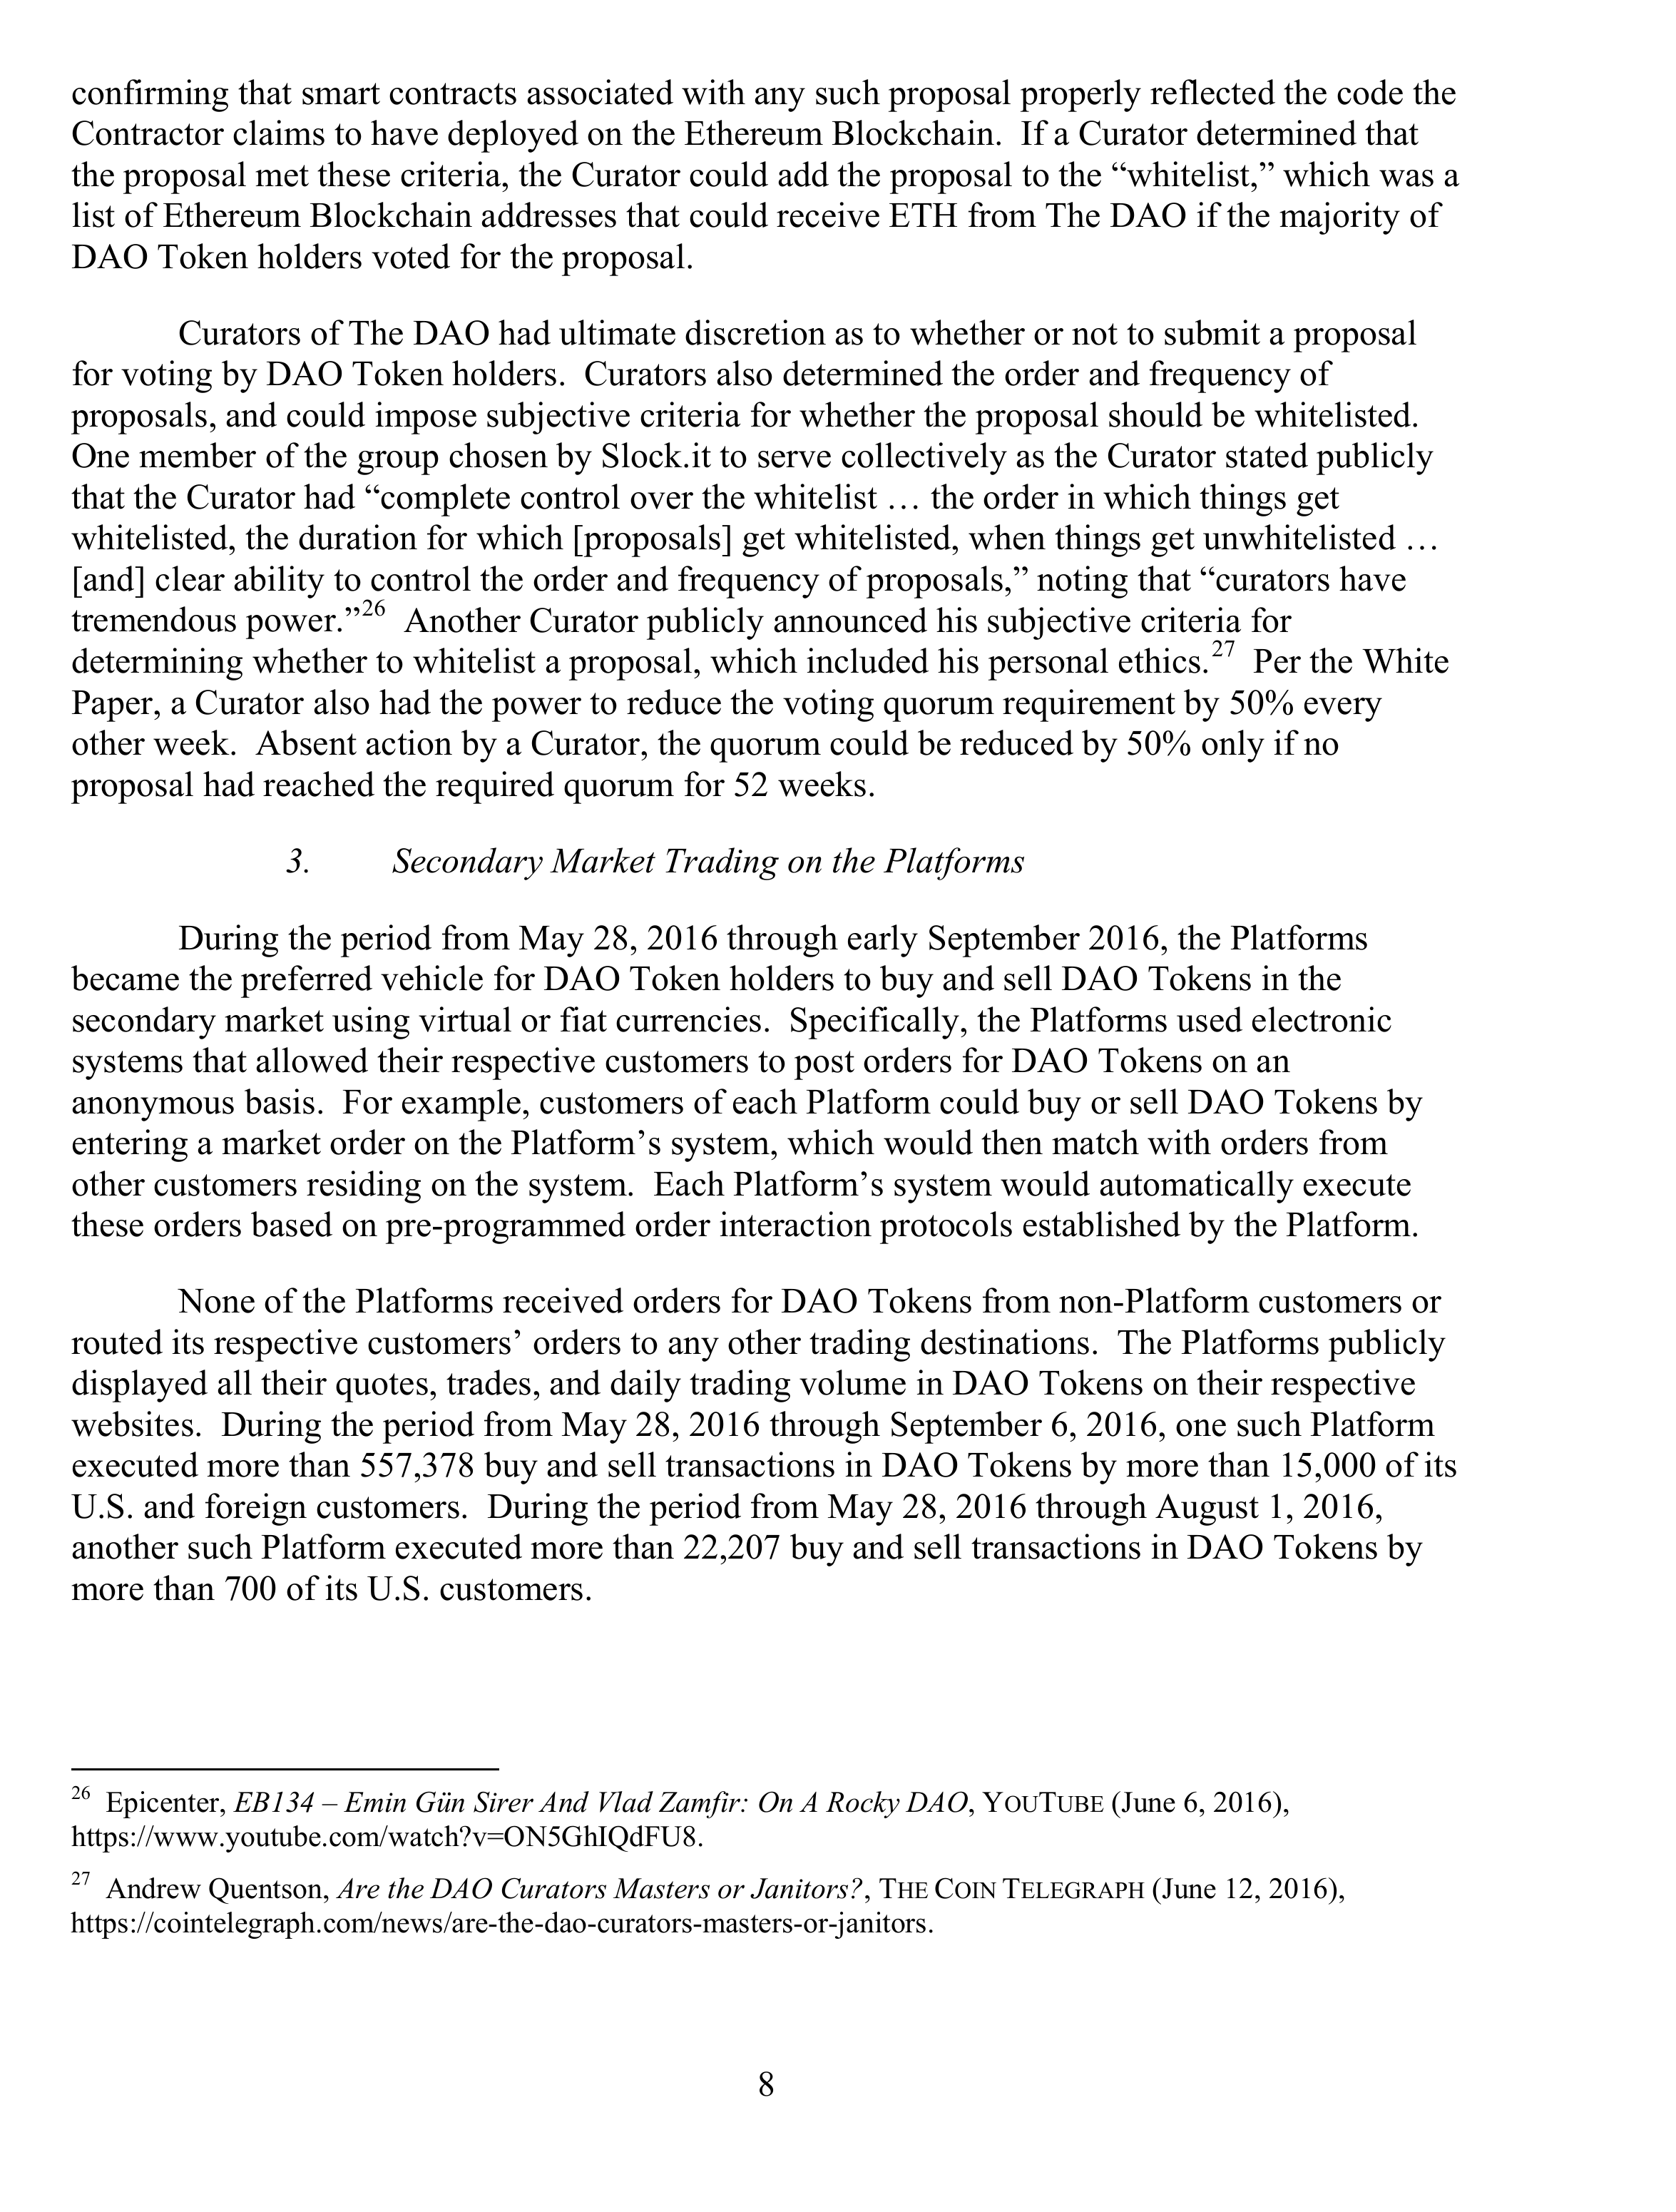 confirming that smart contracts associated with any such proposal properly reflected the code the
Contractor claims to have deployed on the Ethereum Blockchain.  If a Curator determined that
the proposal met these criteria, the Curator could add the proposal to the “whitelist,” which was a
list of Ethereum Blockchain addresses that could receive ETH from The DAO if the majority of
DAO Token holders voted for the proposal.
Curators of The DAO had ultimate discretion as to whether or not to submit a proposal
for voting by DAO Token holders.  Curators also determined the order and frequency of
proposals, and could impose subjective criteria for whether the proposal should be whitelisted.
One member of the group chosen by Slock.it to serve collectively as the Curator stated publicly
that the Curator had “complete control over the whitelist … the order in which things get
whitelisted, the duration for which [proposals] get whitelisted, when things get unwhitelisted …
[and] clear ability to control the order and frequency of proposals,” noting that “curators have
tremendous power.”26  Another Curator publicly announced his subjective criteria for
determining whether to whitelist a proposal, which included his personal ethics.27  Per the White
Paper, a Curator also had the power to reduce the voting quorum requirement by 50% every
other week.  Absent action by a Curator, the quorum could be reduced by 50% only if no
proposal had reached the required quorum for 52 weeks.
3. Secondary Market Trading on the Platforms
During the period from May 28, 2016 through early September 2016, the Platforms
became the preferred vehicle for DAO Token holders to buy and sell DAO Tokens in the
secondary market using virtual or fiat currencies.  Specifically, the Platforms used electronic
systems that allowed their respective customers to post orders for DAO Tokens on an
anonymous basis.  For example, customers of each Platform could buy or sell DAO Tokens by
entering a market order on the Platform’s system, which would then match with orders from
other customers residing on the system.  Each Platform’s system would automatically execute
these orders based on pre-programmed order interaction protocols established by the Platform.
None of the Platforms received orders for DAO Tokens from non-Platform customers or
routed its respective customers’ orders to any other trading destinations.  The Platforms publicly
displayed all their quotes, trades, and daily trading volume in DAO Tokens on their respective
websites.  During the period from May 28, 2016 through September 6, 2016, one such Platform
executed more than 557,378 buy and sell transactions in DAO Tokens by more than 15,000 of its
U.S. and foreign customers.  During the period from May 28, 2016 through August 1, 2016,
another such Platform executed more than 22,207 buy and sell transactions in DAO Tokens by
more than 700 of its U.S. customers.
26 Epicenter, EB134 – Emin Gün Sirer And Vlad Zamfir: On A Rocky DAO, YOUTUBE (June 6, 2016),
https://www.youtube.com/watch?v=ON5GhIQdFU8.
27 Andrew Quentson, Are the DAO Curators Masters or Janitors?, THE COIN TELEGRAPH (June 12, 2016),
https://cointelegraph.com/news/are-the-dao-curators-masters-or-janitors.
8